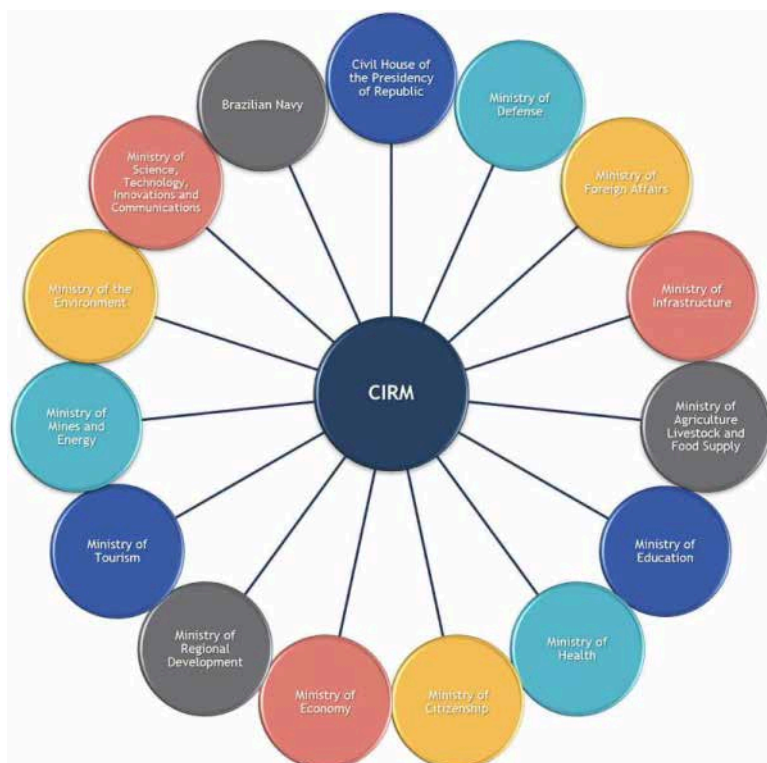 Civil House of
the Presidency
of Republic
Ministry of
Defense
Ministry of
Foreign Affairs
Ministry of
Infrastructure
Ministry of
Agriculture
Livestock and
Food Supply
Ministry of
Education
Ministry of
Health
Ministry of
Citizenship
Ministry of
Economy
Ministry of
Regional
Development
Ministry of
Tourism
Ministry of
Mines and
Energy
Ministry of the
Environment
Ministry of
Science,
Technology,
Innovations and
Communications
Brazilian Navy
CIRM